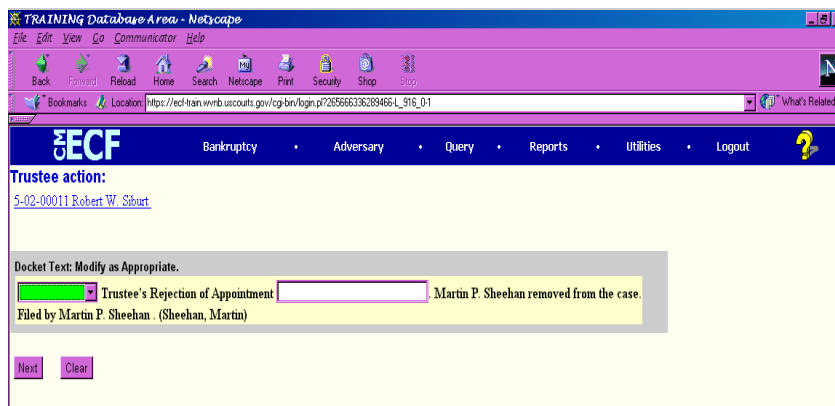 TRAINING Database Area - Netscape
File Edit View Go Communicator Help
Back Forward Reload Home Search Netscape Print Security Shop Stop
Bookmarks Location: https://ecf-train.wvnb.uscourts.gov/cgi-bin/login.pl?265666336289466-L_916_0-1 What's Related
CM ECF Bankruptcy • Adversary • Query • Reports • Utilities • Logout ?
Trustee action:
5-02-00011 Robert W. Siburt
Docket Text: Modify as Appropriate.
Trustee's Rejection of Appointment . Martin P. Sheehan removed from the case.
Filed by Martin P. Sheehan . (Sheehan, Martin)
Next Clear